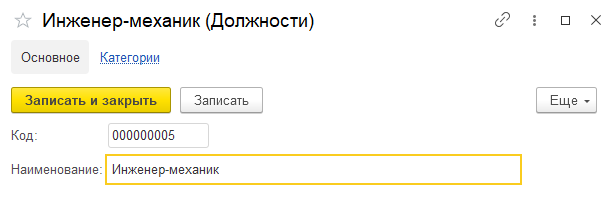 Инженер-механик (Должности)
Основное Категории
Записать и закрыть Записать Еще
Код: 000000005
Наименование: Инженер-механик